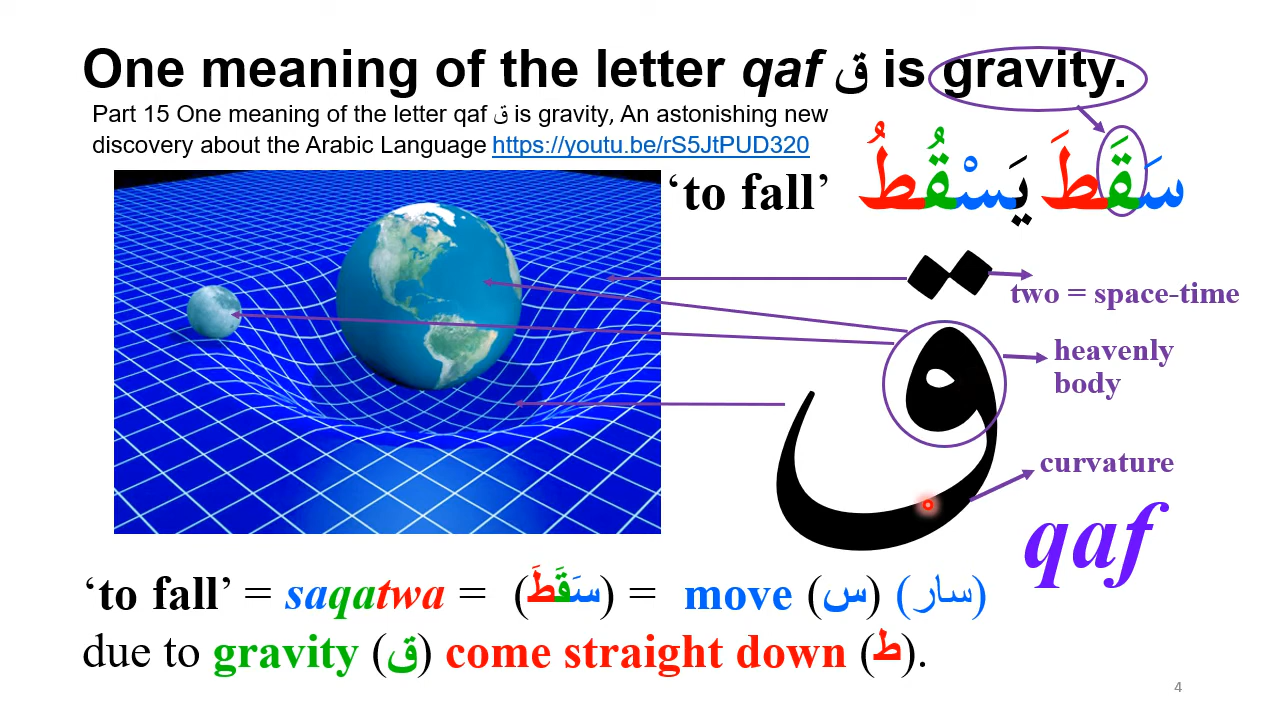 One meaning of the letter qaf ق is gravity.
Part 15 One meaning of the letter qaf ق is gravity, An astonishing new
discovery about the Arabic Language https://youtu.be/rS5JtPUD320
‘to fall’ سَقَطَ يَسْقُطُ
two = space-time
heavenly
body
curvature
ق
qaf
‘to fall’ = saqatwa = (سَقَطَ) = move (س) (سار)
due to gravity (ق) come straight down (ط).
4